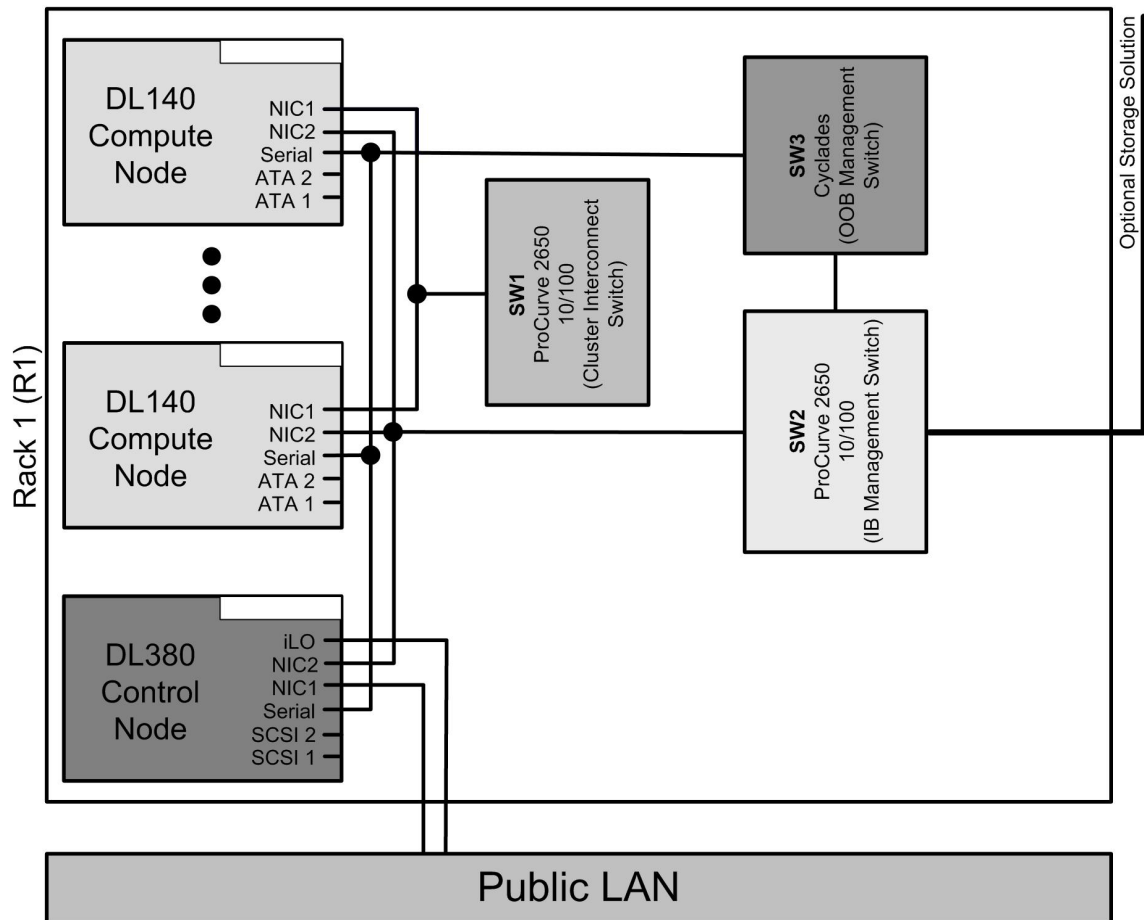 Rack 1 (R1)
DL140
Compute
Node
NIC1
NIC2
Serial
ATA 2
ATA 1
DL140
Compute
Node
NIC1
NIC2
Serial
ATA 2
ATA 1
DL380
Control
Node
iLO
NIC2
NIC1
Serial
SCSI 2
SCSI 1
SW1
ProCurve 2650
10/100
(Cluster Interconnect
Switch)
SW3
Cyclades
(OOB Management
Switch)
SW2
ProCurve 2650
10/100
(IB Management Switch)
Optional Storage Solution
Public LAN